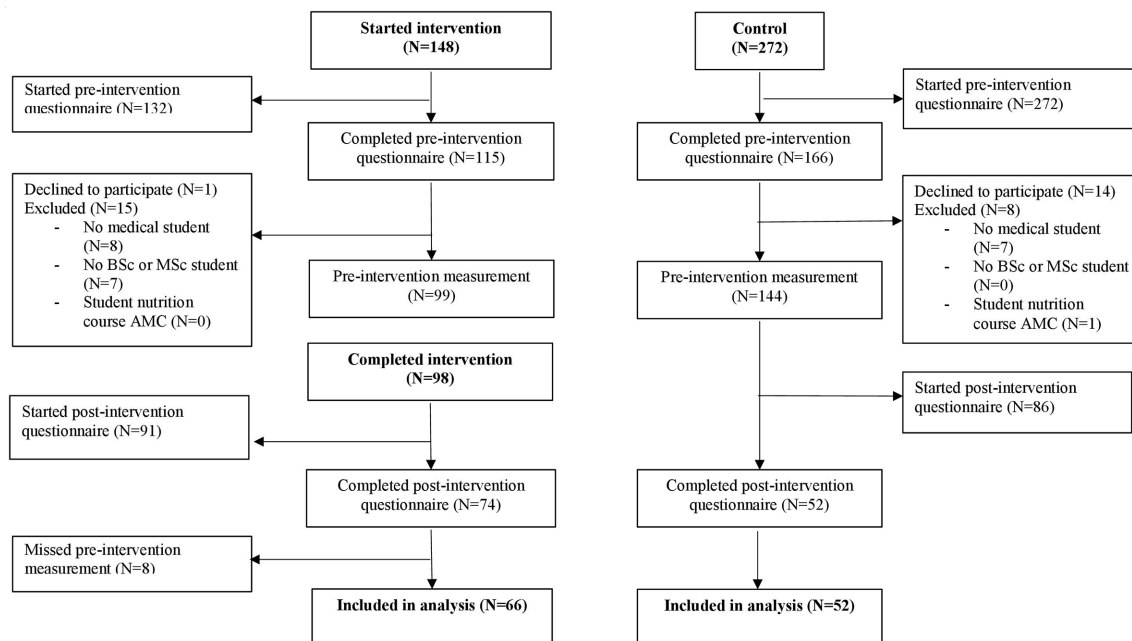 Started intervention
(N=148)
Control
(N=272)
Started pre-intervention
questionnaire (N=132)
Started pre-intervention
questionnaire (N=272)
Completed pre-intervention
questionnaire (N=115)
Completed pre-intervention
questionnaire (N=166)
Declined to participate (N=1)
Excluded (N=15)
- No medical student
(N=8)
- No BSc or MSc student
(N=7)
- Student nutrition
course AMC (N=0)
Declined to participate (N=14)
Excluded (N=8)
- No medical student
(N=7)
- No BSc or MSc student
(N=0)
- Student nutrition
course AMC (N=1)
Pre-intervention measurement
(N=99)
Pre-intervention measurement
(N=144)
Completed intervention
(N=98)
Started post-intervention
questionnaire (N=91)
Started post-intervention
questionnaire (N=86)
Completed post-intervention
questionnaire (N=74)
Completed post-intervention
questionnaire (N=52)
Missed pre-intervention
measurement (N=8)
Included in analysis (N=66)
Included in analysis (N=52)